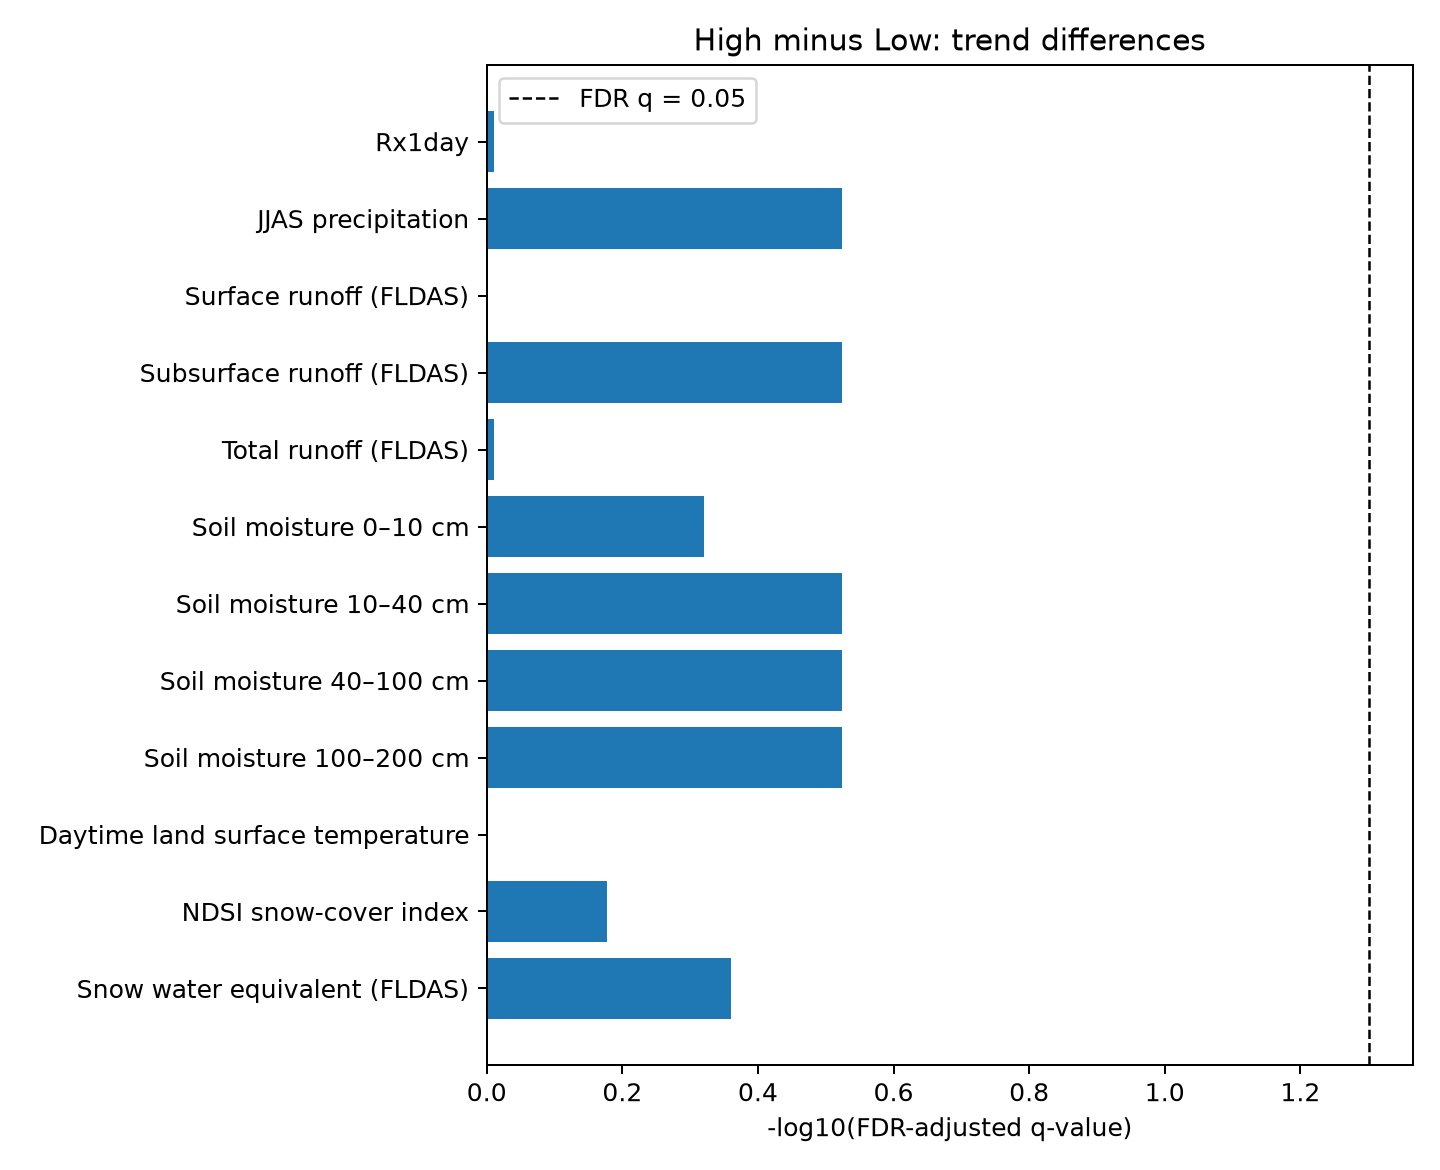 High minus Low: trend differences
FDR q = 0.05
Rx1day
JJAS precipitation
Surface runoff (FLDAS)
Subsurface runoff (FLDAS)
Total runoff (FLDAS)
Soil moisture 0–10 cm
Soil moisture 10–40 cm
Soil moisture 40–100 cm
Soil moisture 100–200 cm
Daytime land surface temperature
NDSI snow-cover index
Snow water equivalent (FLDAS)
0.0 0.2 0.4 0.6 0.8 1.0 1.2
-log10(FDR-adjusted q-value)